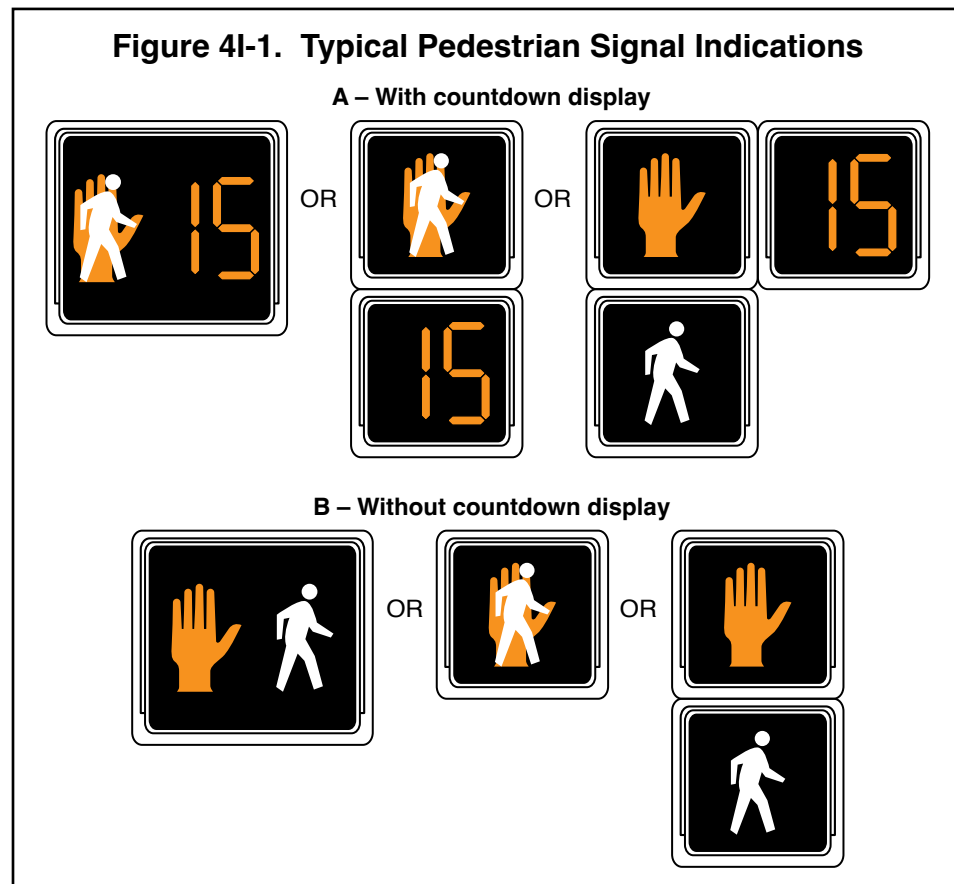 Figure 4I-1. Typical Pedestrian Signal Indications
A – With countdown display
15 OR OR 15
15
B – Without countdown display
OR OR